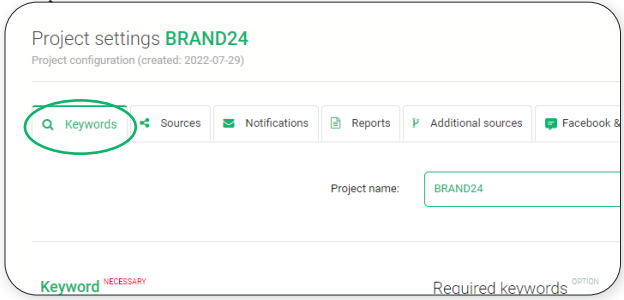 Project settings BRAND24
Project configuration (created: 2022-07-29)
Keywords Sources Notifications Reports Additional sources Facebook &
Project name: BRAND24
Keyword NECESSARY Required keywords OPTION